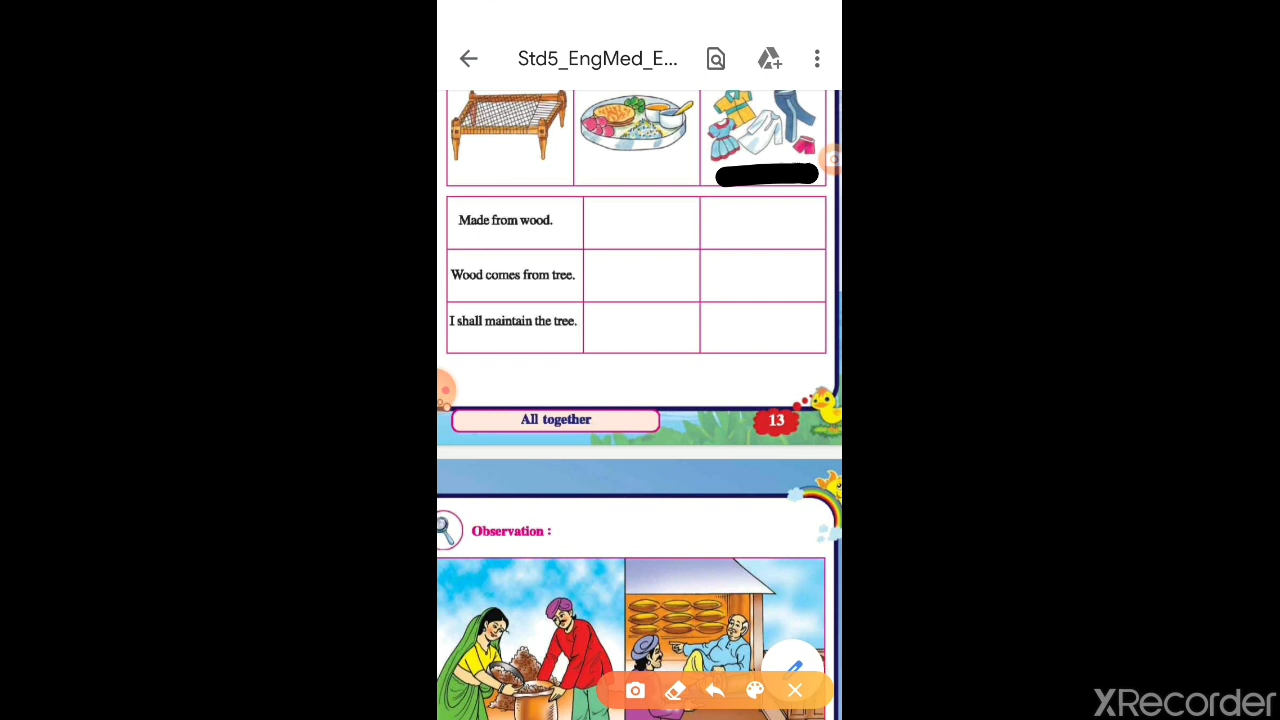 Std5_EngMed_E...
Made from wood.
Wood comes from tree.
I shall maintain the tree.
All together
13
Observation :
XRecorder